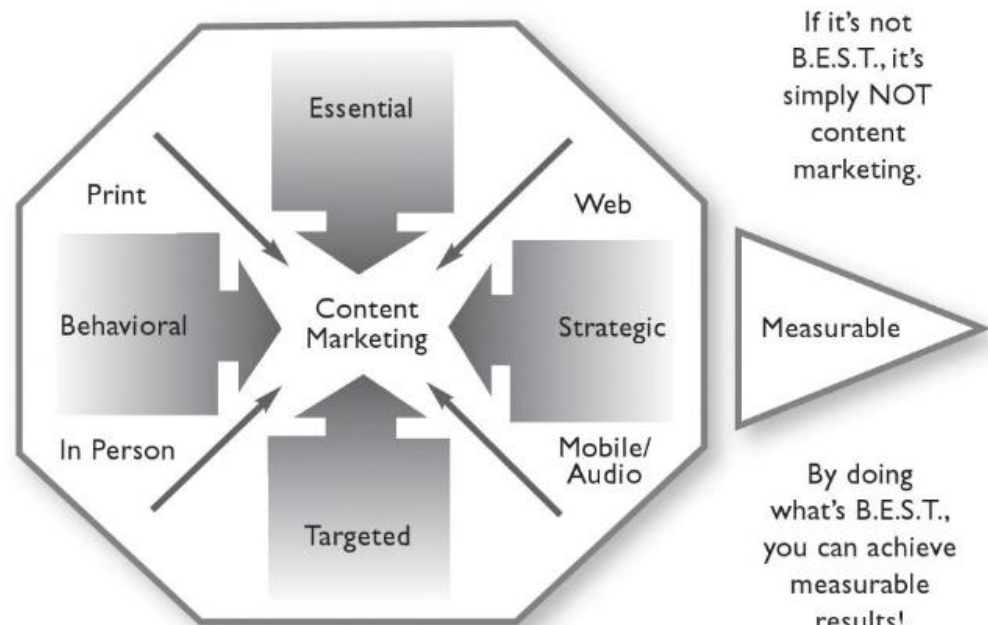 If it's not
B.E.S.T., it's
simply NOT
content
marketing.
Essential
Print
Web
Behavioral
Content
Marketing
Strategic
Measurable
In Person
Mobile/
Audio
Targeted
By doing
what's B.E.S.T.,
you can achieve
measurable
results!